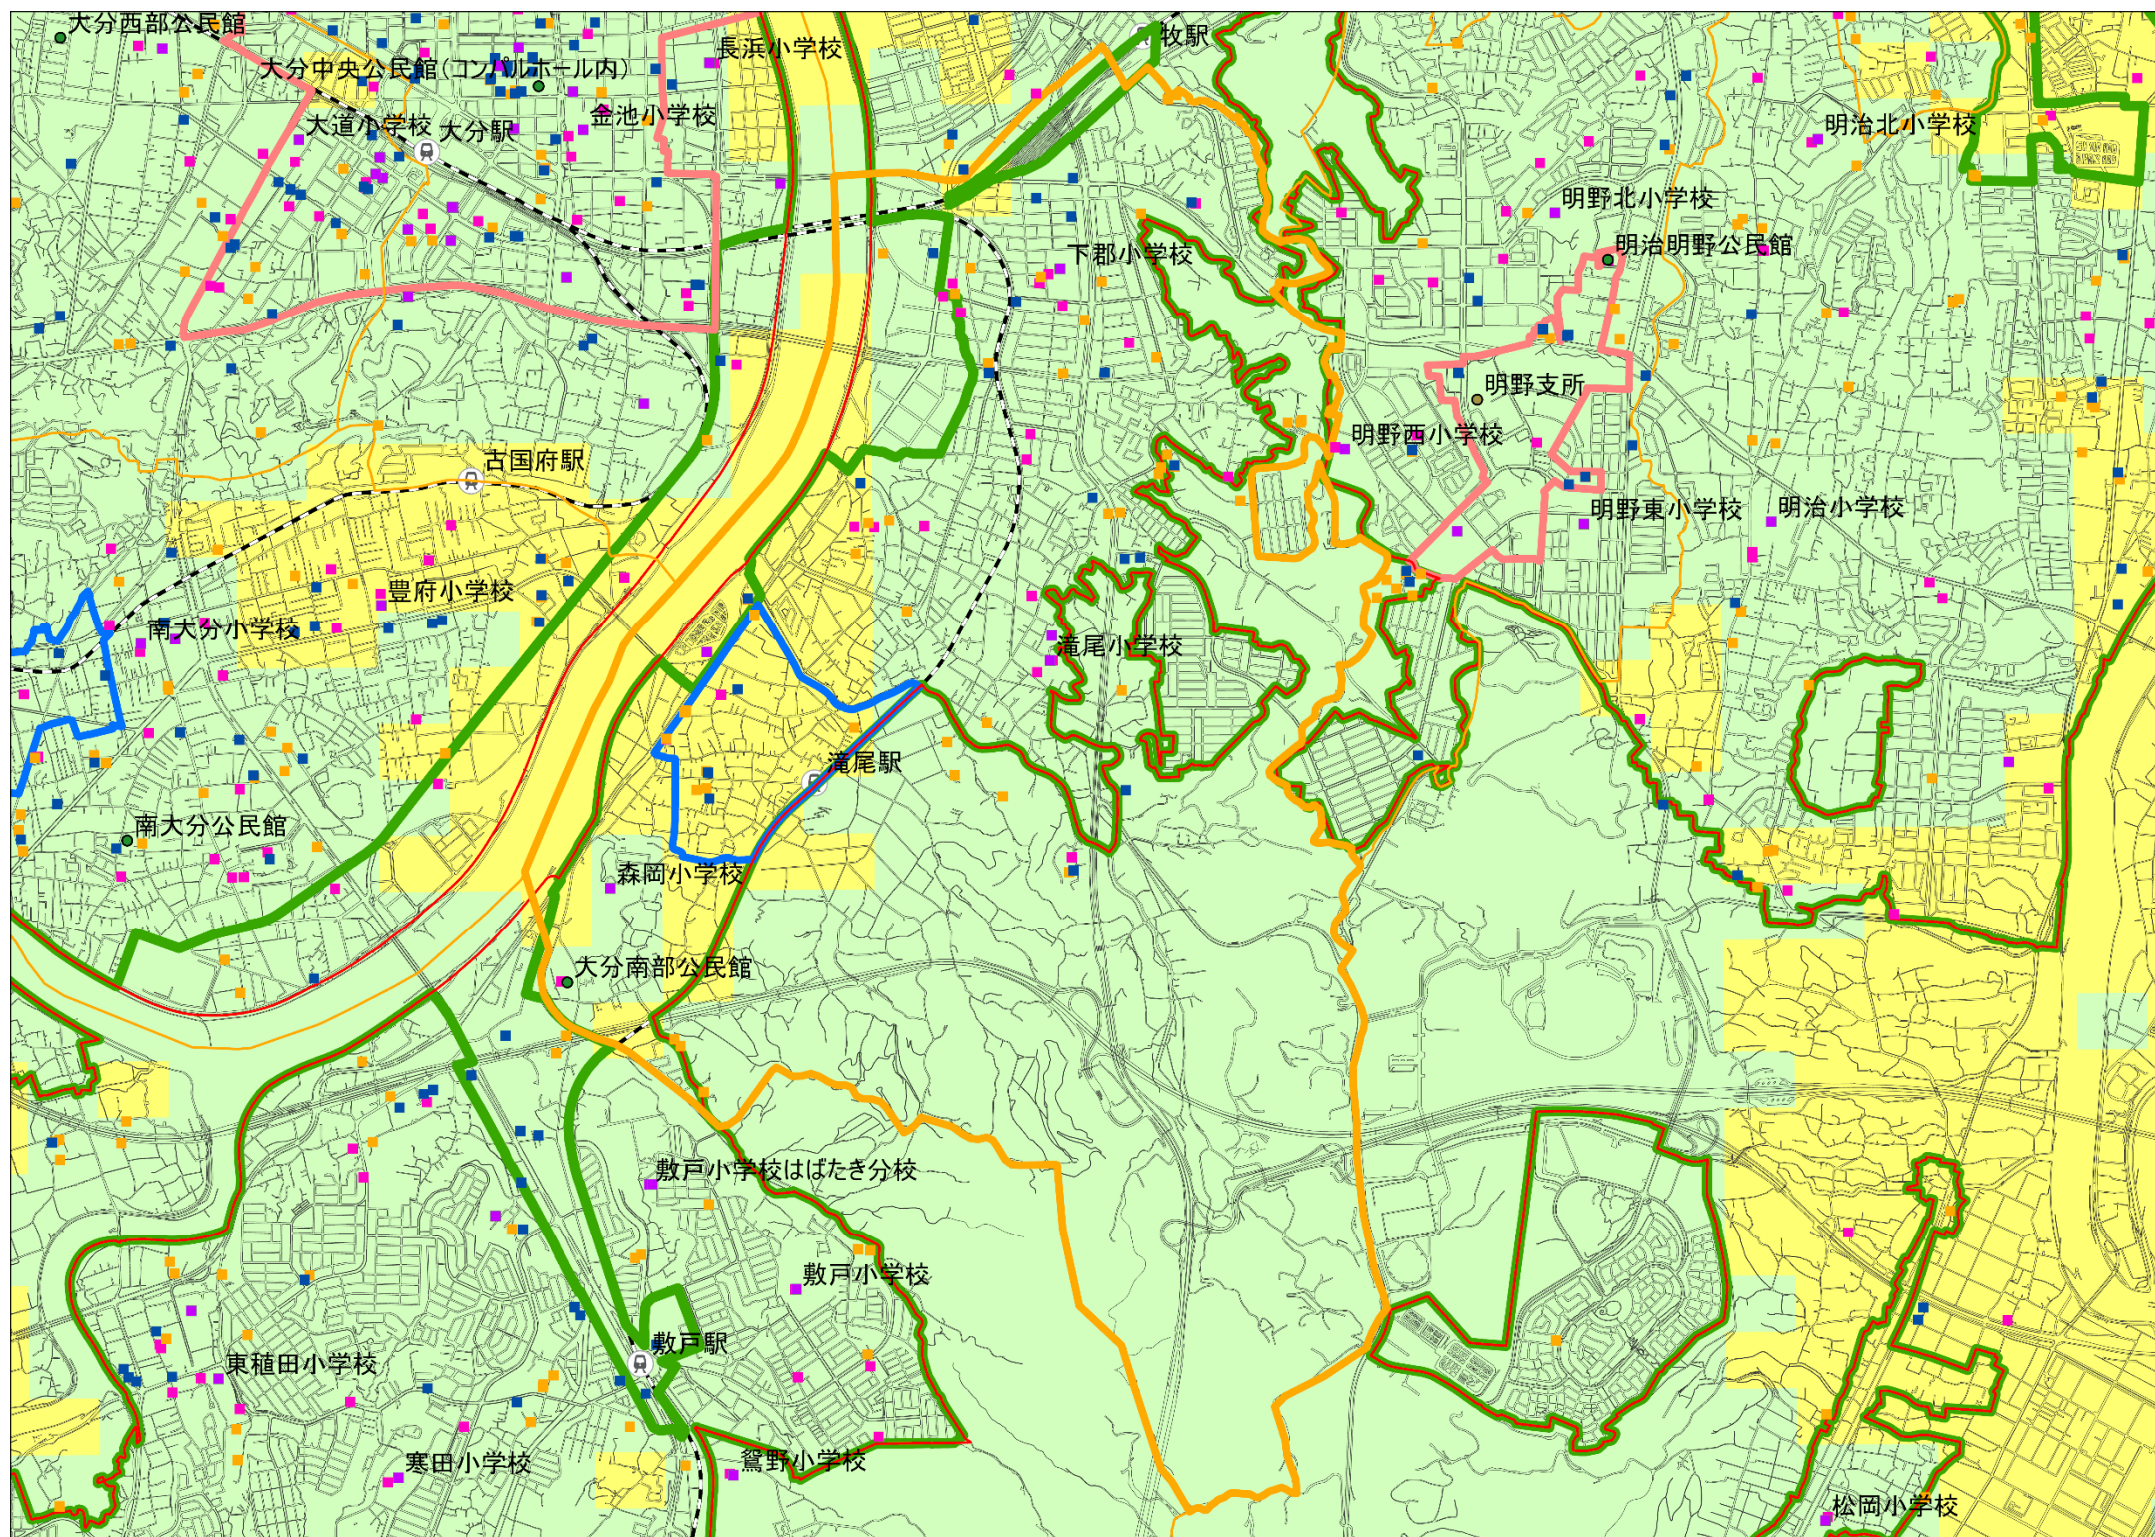 大分西部公民館
長浜小学校
牧駅
大分中央公民館(コンパルホール内)
金池小学校
大道小学校
大分駅
明治北小学校
明野北小学校
下郡小学校
明治明野公民館
明野支所
明野西小学校
古国府駅
明野東小学校
明治小学校
豊府小学校
南大分小学校
滝尾小学校
滝尾駅
南大分公民館
森岡小学校
大分南部公民館
敷戸小学校はばたき分校
敷戸小学校
敷戸駅
東稙田小学校
寒田小学校
鴛野小学校
松岡小学校